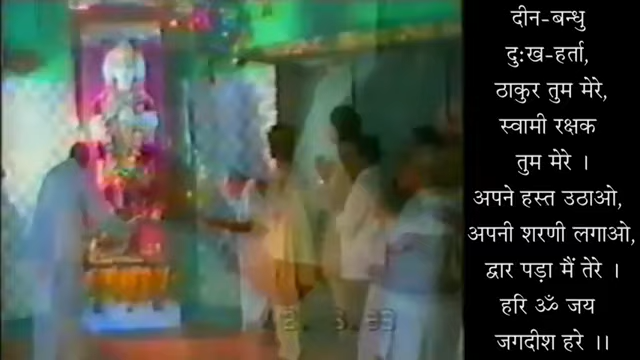 दीन-बन्धु
दुःख-हर्ता,
ठाकुर तुम मेरे,
स्वामी रक्षक
तुम मेरे ।
अपने हस्त उठाओ,
अपनी शरणी लगाओ,
द्वार पड़ा मैं तेरे ।
हरि ॐ जय
जगदीश हरे ।।